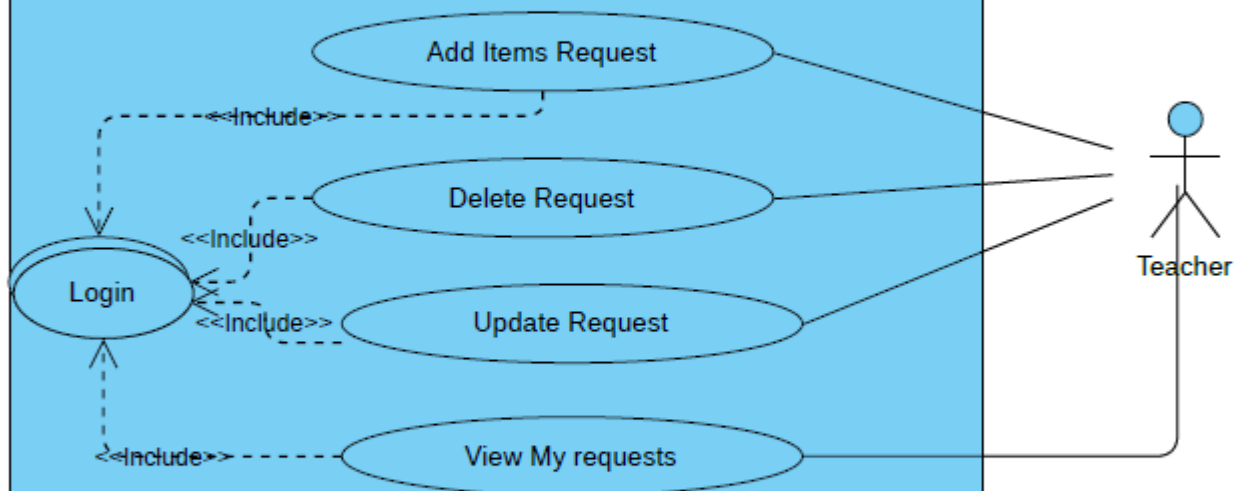 Add Items Request
<<Include>>
Delete Request
<<Include>>
Teacher
Login
<<Include>>
Update Request
<<Include>>
View My requests